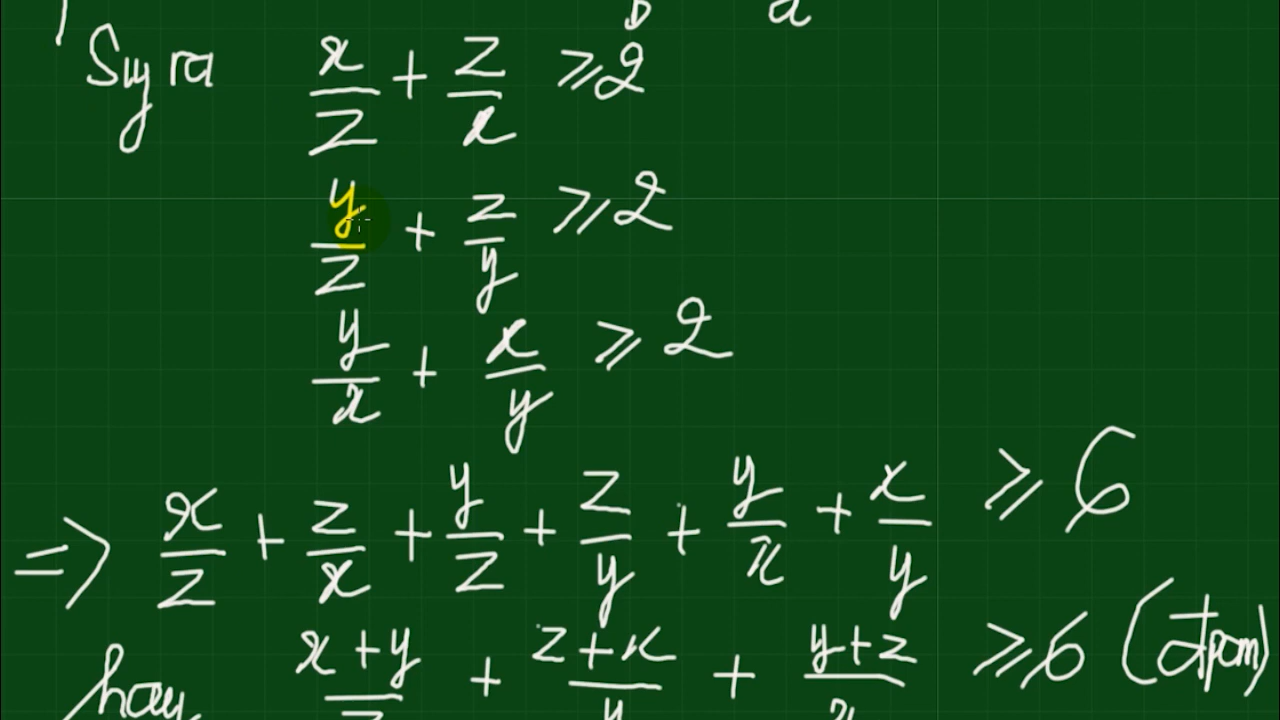 b a
Suy ra x/z + z/x ⩾ 2
y/z + z/y ⩾ 2
y/x + x/y ⩾ 2
=> x/z + z/x + y/z + z/y + y/x + x/y ⩾ 6
hay (x+y)/z + (z+x)/y + (y+z)/x ⩾ 6 (đpcm)